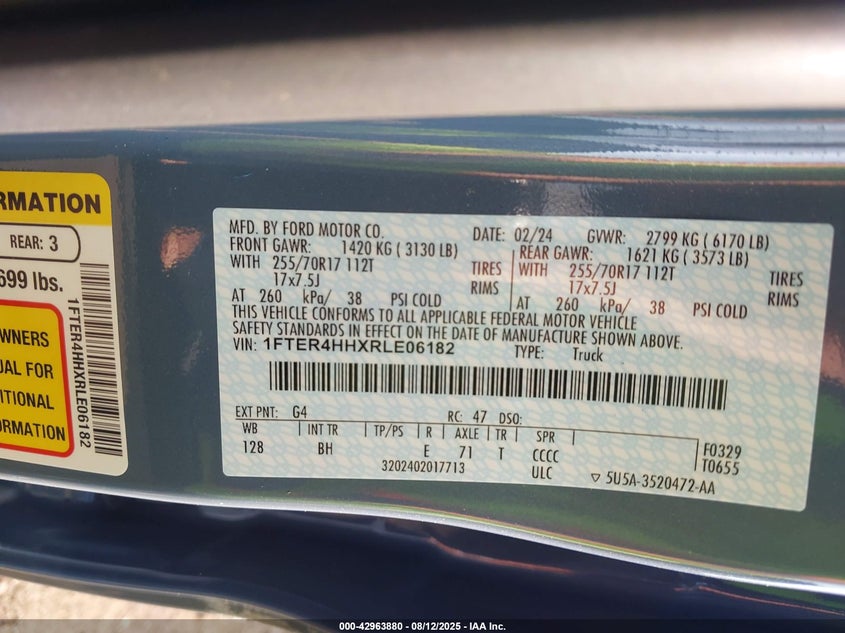 RMATION
REAR: 3
699 lbs.
WNERS
UAL FOR
ITIONAL
FORMATION
1FTER4HHXRLE06182
MFD. BY FORD MOTOR CO. DATE: 02/24 GVWR: 2799 KG ( 6170 LB)
FRONT GAWR: 1420 KG ( 3130 LB) REAR GAWR: 1621 KG ( 3573 LB)
WITH 255/70R17 112T TIRES WITH 255/70R17 112T TIRES
17x7.5J RIMS 17x7.5J RIMS
AT 260 kPa/ 38 PSI COLD AT 260 kPa/ 38 PSI COLD
THIS VEHICLE CONFORMS TO ALL APPLICABLE FEDERAL MOTOR VEHICLE
SAFETY STANDARDS IN EFFECT ON THE DATE OF MANUFACTURE SHOWN ABOVE.
VIN: 1FTER4HHXRLE06182 TYPE: Truck
EXT PNT: G4 RC: 47 DSO:
WB INT TR TP/PS R AXLE TR SPR F0329
128 BH E 71 T CCCC T0655
3202402017713 ULC ▽ 5U5A-3520472-AA
000-42963880 - 08/12/2025 - IAA Inc.